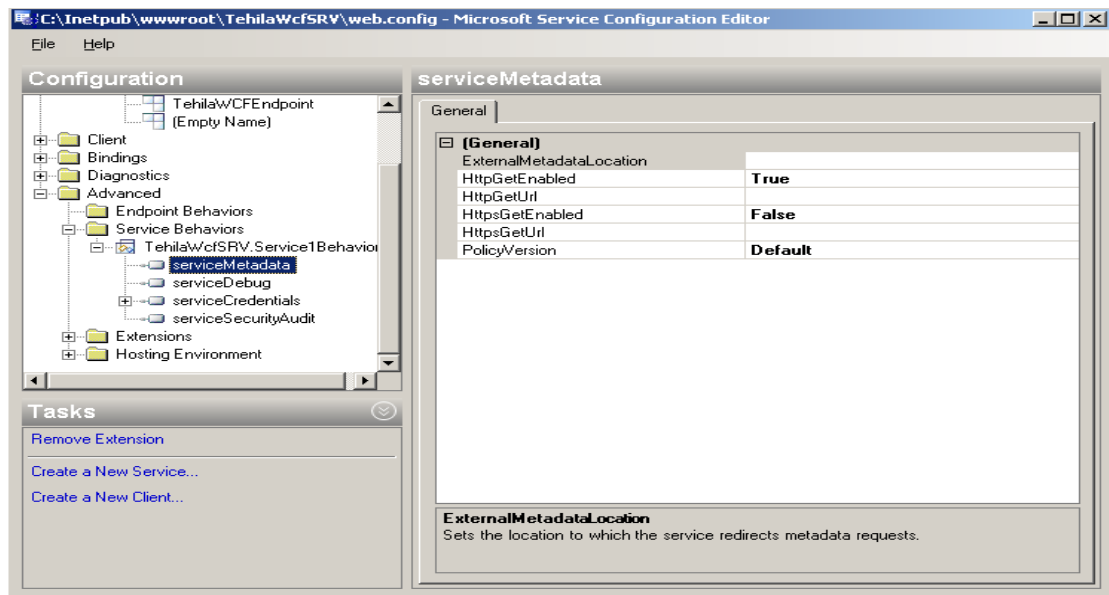 C:\Inetpub\wwwroot\TehilaWcfSRV\web.config - Microsoft Service Configuration Editor
File Help
Configuration
TehilaWCFEndpoint
(Empty Name)
Client
Bindings
Diagnostics
Advanced
Endpoint Behaviors
Service Behaviors
TehilaWcfSRV.Service1Behavior
serviceMetadata
serviceDebug
serviceCredentials
serviceSecurityAudit
Extensions
Hosting Environment
Tasks
Remove Extension
Create a New Service...
Create a New Client...
serviceMetadata
General
(General)
ExternalMetadataLocation
HttpGetEnabled True
HttpGetUrl
HttpsGetEnabled False
HttpsGetUrl
PolicyVersion Default
ExternalMetadataLocation
Sets the location to which the service redirects metadata requests.